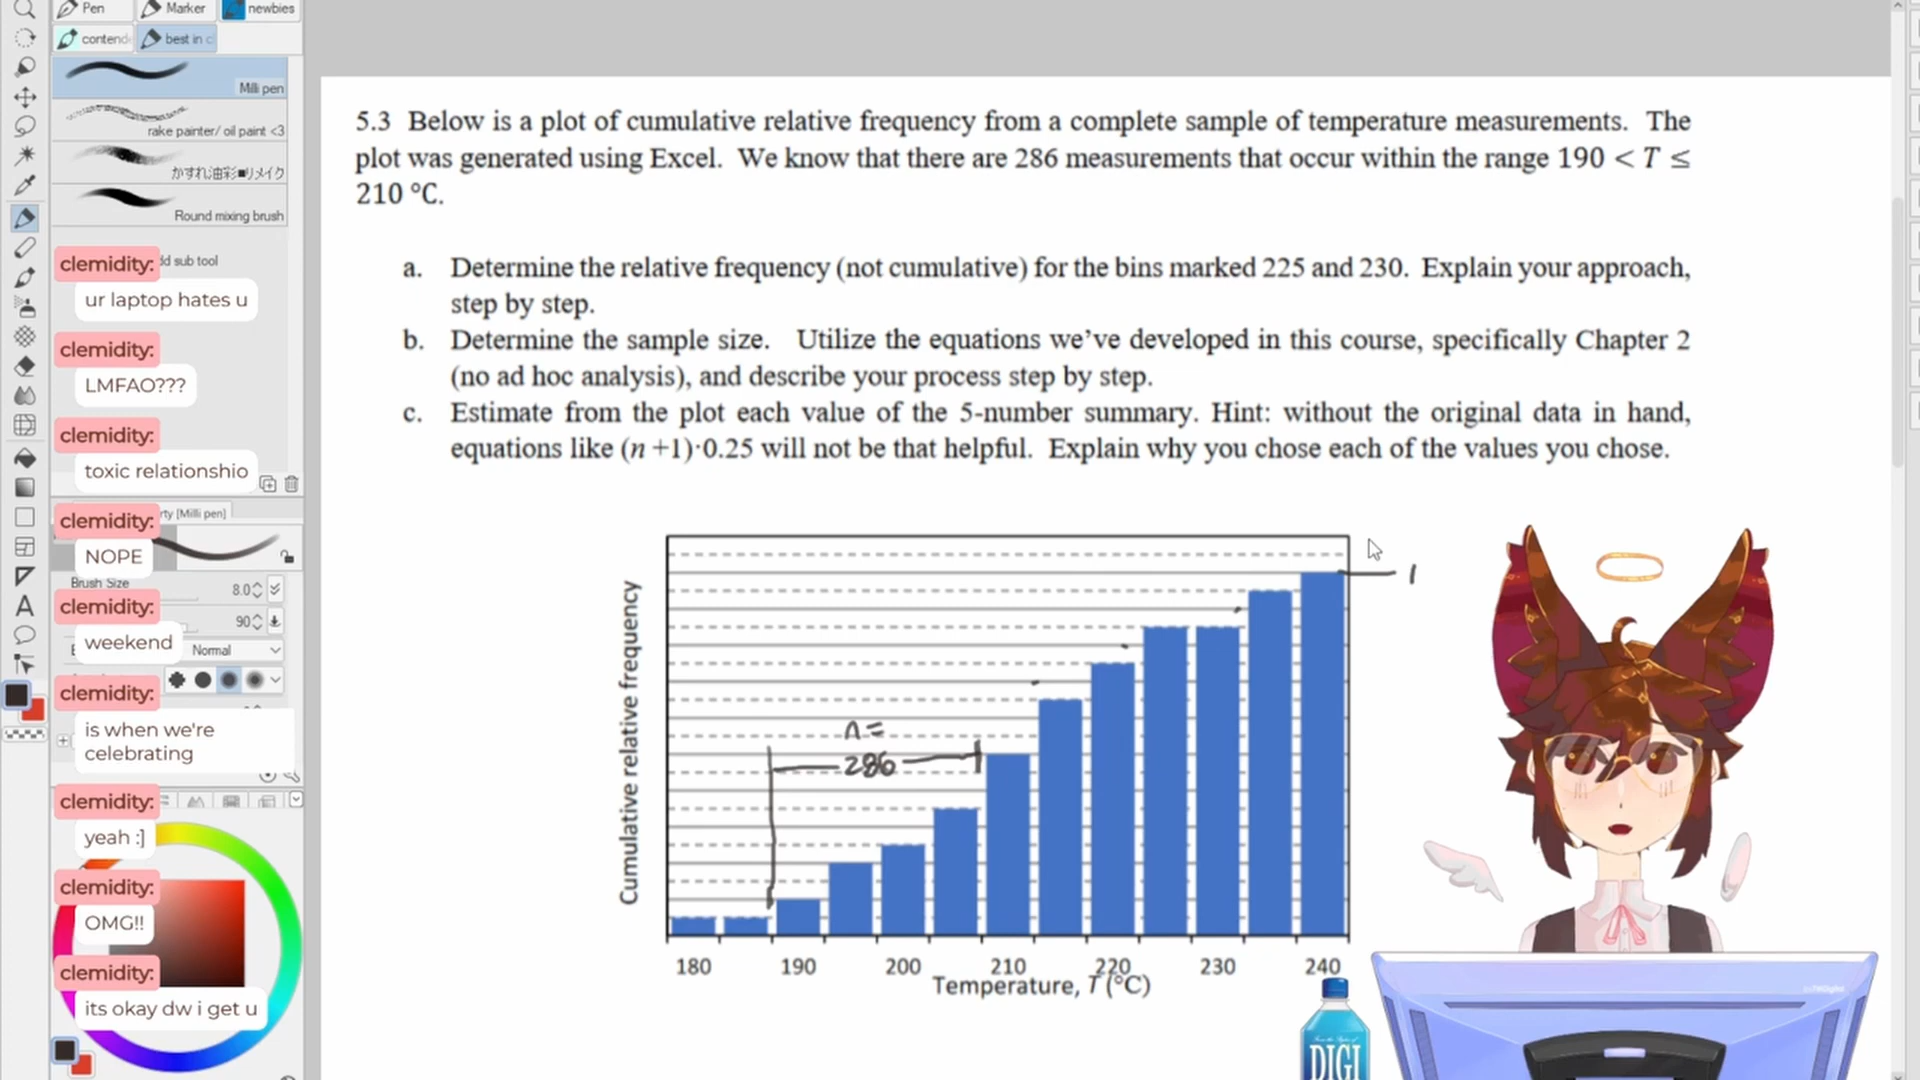 Pen
Marker
newbies
contend
best in c
Milli pen
rake painter/ oil paint <3
かすれ油彩■リメイク
Round mixing brush
clemidity:
dd sub tool
ur laptop hates u
clemidity:
LMFAO???
clemidity:
toxic relationshio
clemidity:
rty [Milli pen]
NOPE
Brush Size
8.0
clemidity:
90
weekend
Normal
clemidity:
is when we're
celebrating
clemidity:
yeah :]
clemidity:
OMG!!
clemidity:
its okay dw i get u
5.3 Below is a plot of cumulative relative frequency from a complete sample of temperature measurements. The
plot was generated using Excel. We know that there are 286 measurements that occur within the range 190 < T ≤
210 °C.
a. Determine the relative frequency (not cumulative) for the bins marked 225 and 230. Explain your approach,
step by step.
b. Determine the sample size. Utilize the equations we've developed in this course, specifically Chapter 2
(no ad hoc analysis), and describe your process step by step.
c. Estimate from the plot each value of the 5-number summary. Hint: without the original data in hand,
equations like (n +1)·0.25 will not be that helpful. Explain why you chose each of the values you chose.
Cumulative relative frequency
1
n=
286
180 190 200 210 220 230 240
Temperature, T (°C)
DIGI